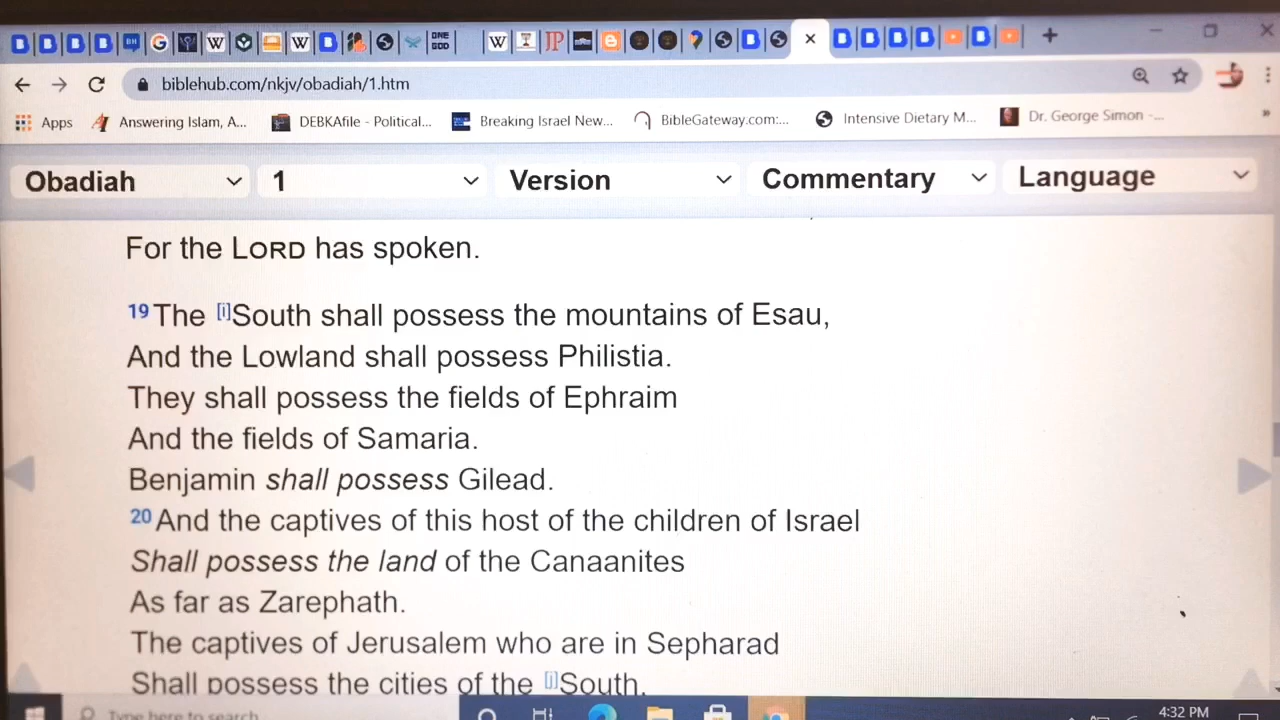 BH
G
W
W
ONE
GOD
W
JP
biblehub.com/nkjv/obadiah/1.htm
Apps
Answering Islam, A...
DEBKAfile - Political...
Breaking Israel New...
BibleGateway.com:...
Intensive Dietary M...
Dr. George Simon -...
»
Obadiah
1
Version
Commentary
Language
For the LORD has spoken.
19 The [i]South shall possess the mountains of Esau,
And the Lowland shall possess Philistia.
They shall possess the fields of Ephraim
And the fields of Samaria.
Benjamin shall possess Gilead.
20 And the captives of this host of the children of Israel
Shall possess the land of the Canaanites
As far as Zarephath.
The captives of Jerusalem who are in Sepharad
Shall possess the cities of the [j]South.
Type here to search
4:32 PM